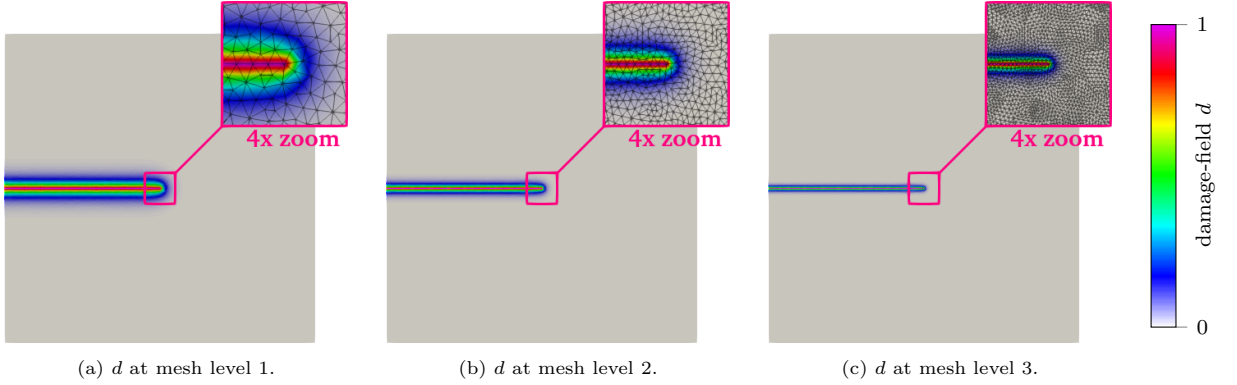 4x zoom
4x zoom
4x zoom
1
damage-field d
0
(a) d at mesh level 1.
(b) d at mesh level 2.
(c) d at mesh level 3.